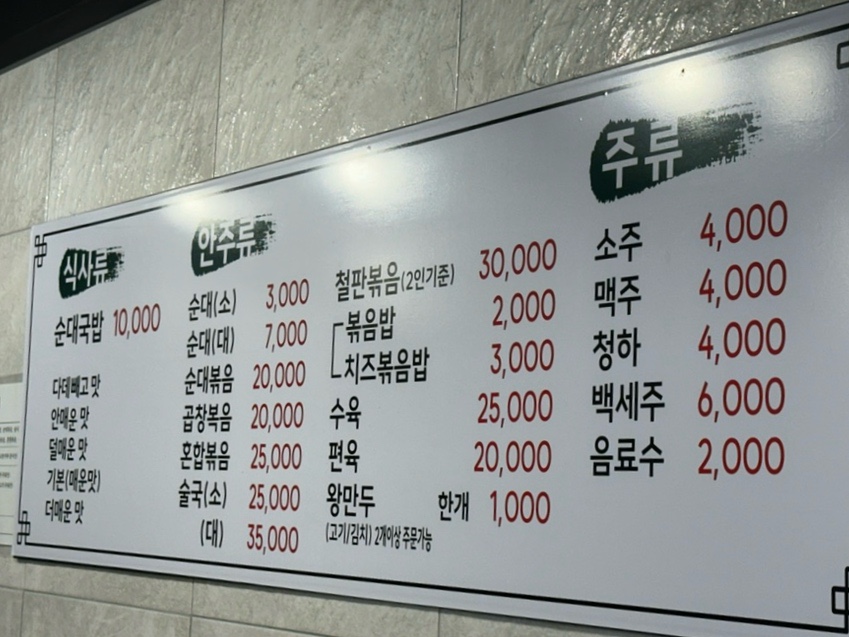 식사류
순대국밥 10,000
다데빼고 맛
안매운 맛
덜매운 맛
기본(매운맛)
더매운 맛
안주류
순대(소) 3,000
순대(대) 7,000
순대볶음 20,000
곱창볶음 20,000
혼합볶음 25,000
술국(소) 25,000
(대) 35,000
철판볶음(2인기준) 30,000
볶음밥 2,000
치즈볶음밥 3,000
수육 25,000
편육 20,000
왕만두 한개 1,000
(고기/김치) 2개이상 주문가능
주류
소주 4,000
맥주 4,000
청하 4,000
백세주 6,000
음료수 2,000